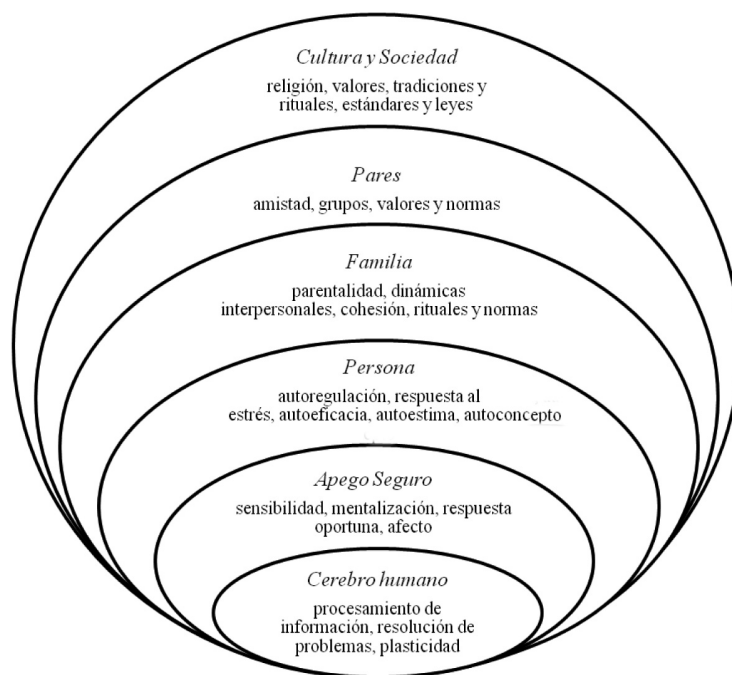 Cultura y Sociedad
religión, valores, tradiciones y
rituales, estándares y leyes
Pares
amistad, grupos, valores y normas
Familia
parentalidad, dinámicas
interpersonales, cohesión, rituales y normas
Persona
autoregulación, respuesta al
estrés, autoeficacia, autoestima, autoconcepto
Apego Seguro
sensibilidad, mentalización, respuesta
oportuna, afecto
Cerebro humano
procesamiento de
información, resolución de
problemas, plasticidad